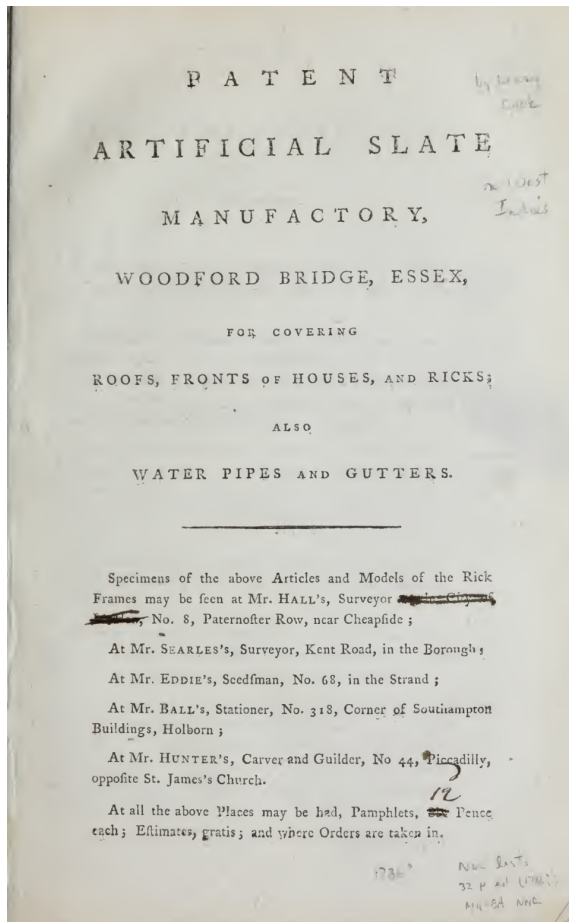 PATENT
ARTIFICIAL SLATE
MANUFACTORY,
WOODFORD BRIDGE, ESSEX,
FOR COVERING
ROOFS, FRONTS OF HOUSES, AND RICKS;
ALSO
WATER PIPES AND GUTTERS.
by
West
Indies
Specimens of the above Articles and Models of the Rick
Frames may be ſeen at Mr. HALL's, Surveyor
No. 8, Paternoſter Row, near Cheapſide ;
At Mr. SEARLES's, Surveyor, Kent Road, in the Borough;
At Mr. EDDIE's, Seedſman, No. 68, in the Strand ;
At Mr. BALL's, Stationer, No. 318, Corner of Southampton
Buildings, Holborn ;
At Mr. HUNTER's, Carver and Guilder, No 44, Piccadilly,
oppoſite St. James's Church.
12
At all the above Places may be had, Pamphlets, Pence
each; Eſtimates, gratis; and where Orders are taken in.
1786
32 p